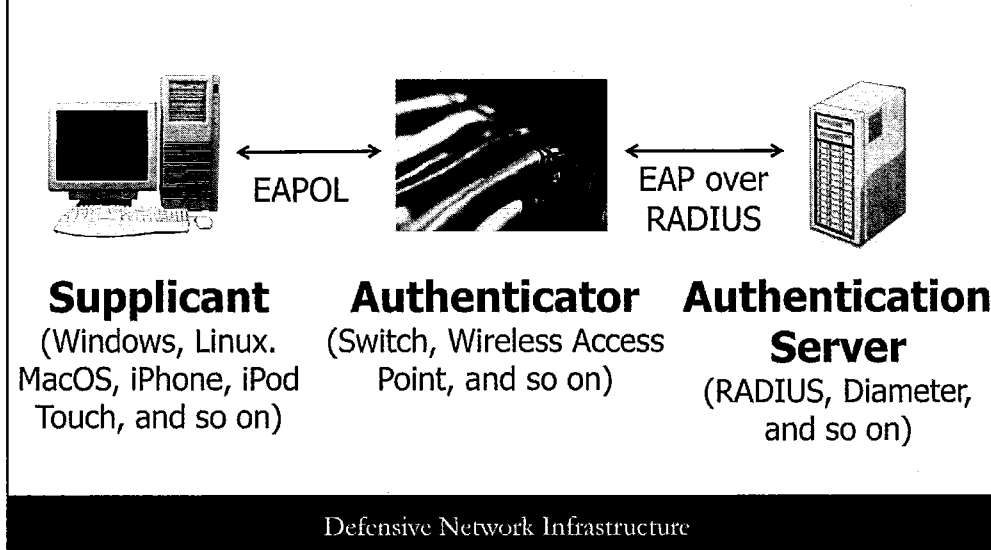 EAPOL
EAP over
RADIUS
Supplicant
(Windows, Linux.
MacOS, iPhone, iPod
Touch, and so on)
Authenticator
(Switch, Wireless Access
Point, and so on)
Authentication
Server
(RADIUS, Diameter,
and so on)
Defensive Network Infrastructure